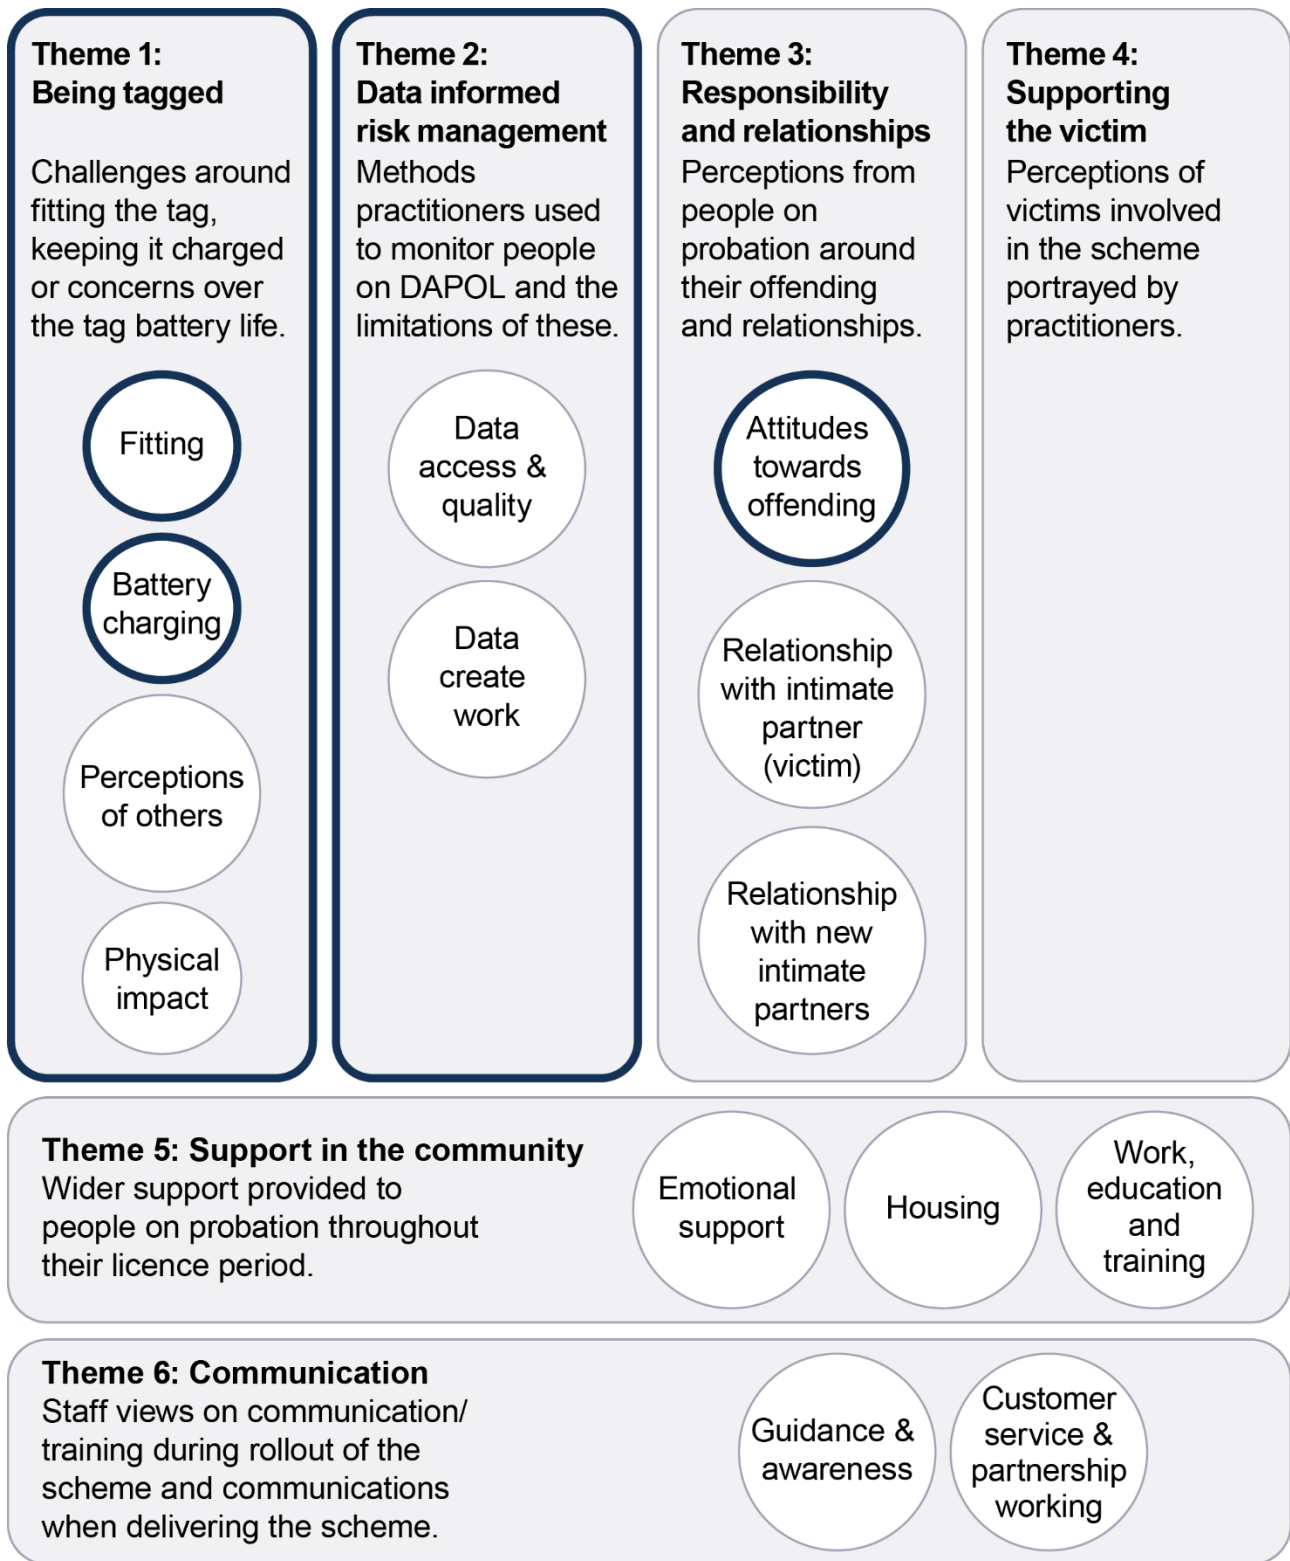 Theme 1:
Being tagged
Challenges around
fitting the tag,
keeping it charged
or concerns over
the tag battery life.
Fitting
Battery
charging
Perceptions
of others
Physical
impact
Theme 2:
Data informed
risk management
Methods
practitioners used
to monitor people
on DAPOL and the
limitations of these.
Data
access &
quality
Data
create
work
Theme 3:
Responsibility
and relationships
Perceptions from
people on
probation around
their offending
and relationships.
Attitudes
towards
offending
Relationship
with intimate
partner
(victim)
Relationship
with new
intimate
partners
Theme 4:
Supporting
the victim
Perceptions of
victims involved
in the scheme
portrayed by
practitioners.
Theme 5: Support in the community
Wider support provided to
people on probation throughout
their licence period.
Emotional
support
Housing
Work,
education
and
training
Theme 6: Communication
Staff views on communication/
training during rollout of the
scheme and communications
when delivering the scheme.
Guidance &
awareness
Customer
service &
partnership
working